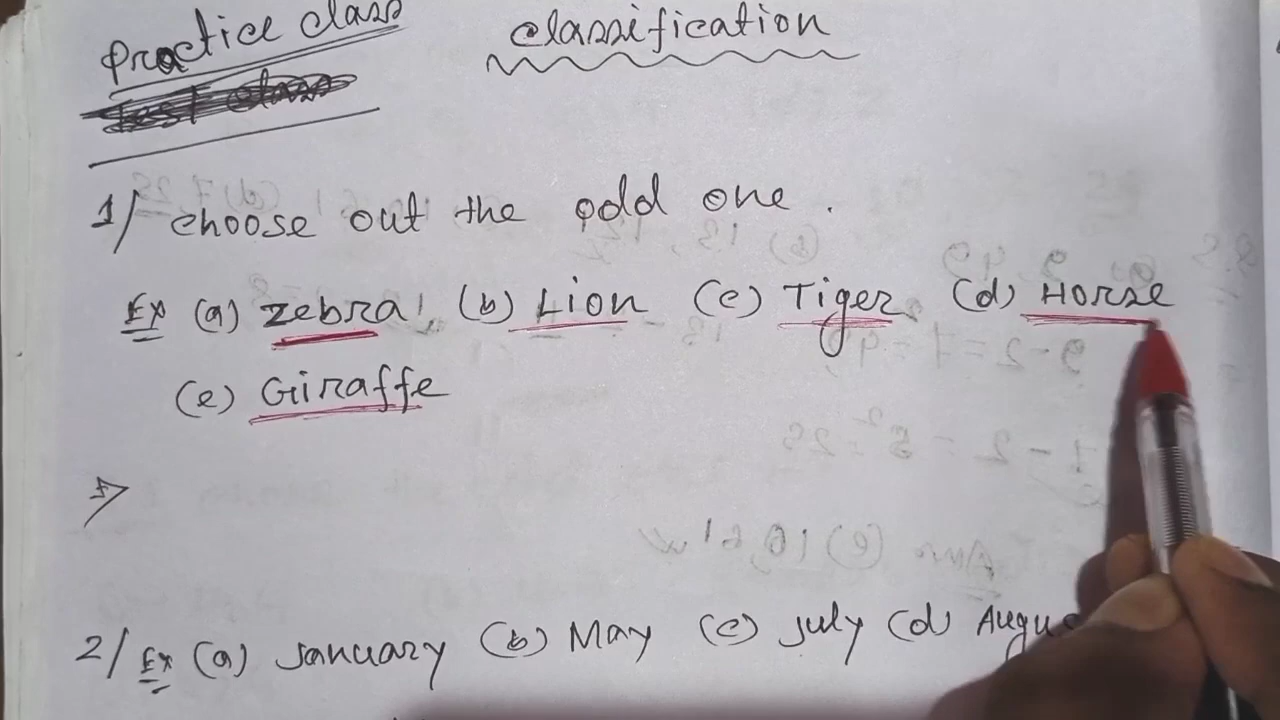 Practice class
classification
Test class
1/ choose out the odd one.
Ex (a) zebra (b) Lion (c) Tiger (d) Horse
(e) Giraffe
⇒
2/ Ex (a) January (b) May (c) July (d) Augu